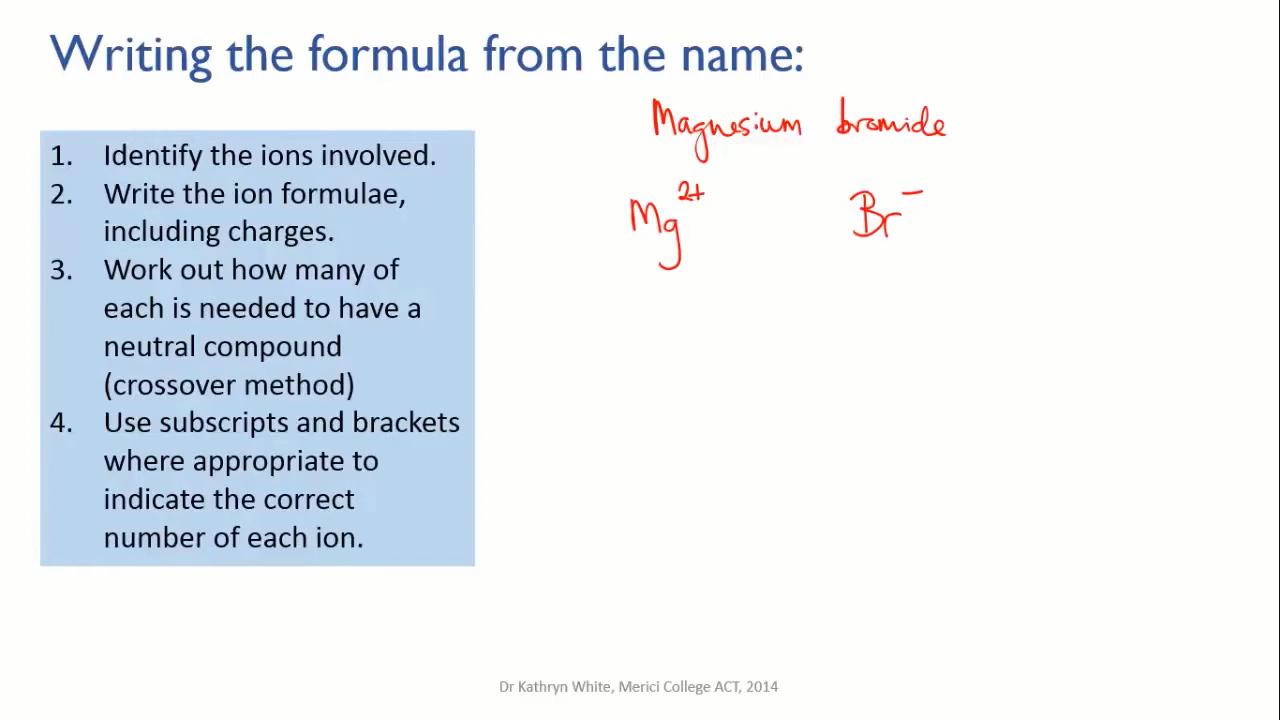 Writing the formula from the name:
Magnesium bromide
Mg2+ Br−
1. Identify the ions involved.
2. Write the ion formulae,
including charges.
3. Work out how many of
each is needed to have a
neutral compound
(crossover method)
4. Use subscripts and brackets
where appropriate to
indicate the correct
number of each ion.
Dr Kathryn White, Merici College ACT, 2014